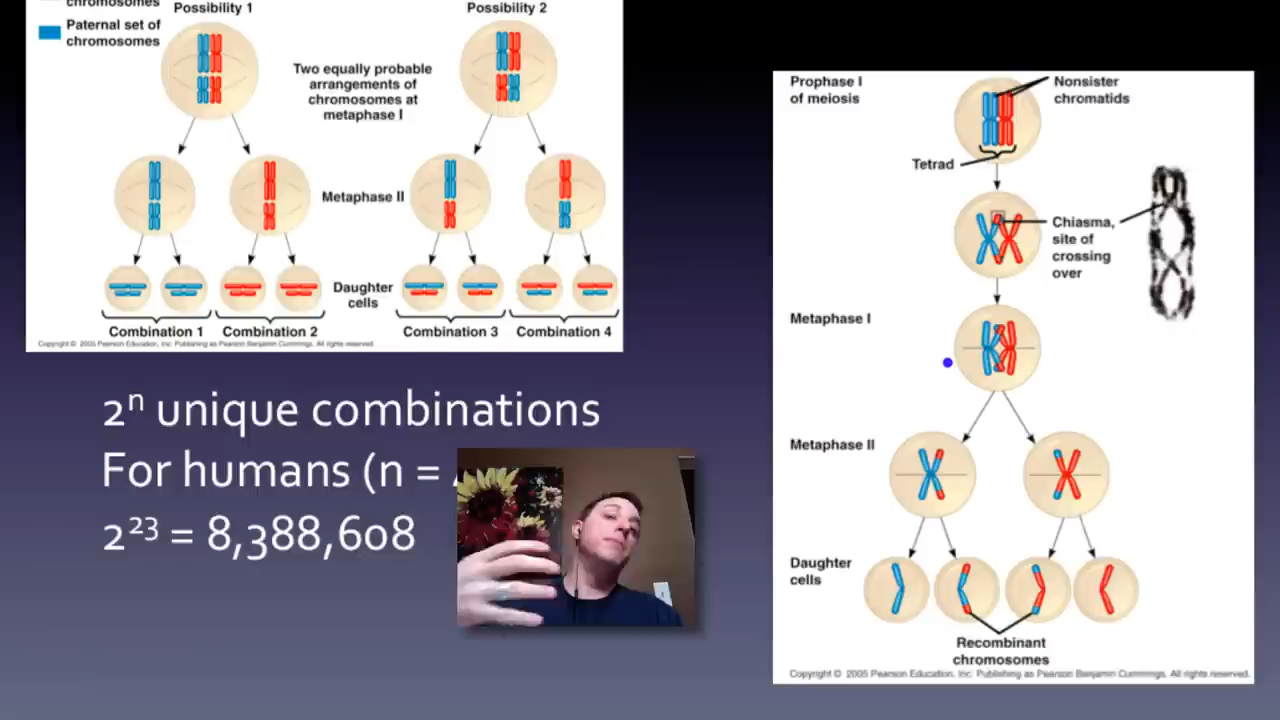 chromosomes
Paternal set of
chromosomes
Possibility 1
Two equally probable
arrangements of
chromosomes at
metaphase I
Possibility 2
Metaphase II
Daughter
cells
Combination 1
Combination 2
Combination 3
Combination 4
Copyright © 2005 Pearson Education, Inc. Publishing as Pearson Benjamin Cummings. All rights reserved.
2ⁿ unique combinations
For humans (n =
2²³ = 8,388,608
Prophase I
of meiosis
Nonsister
chromatids
Tetrad
Chiasma,
site of
crossing
over
Metaphase I
Metaphase II
Daughter
cells
Recombinant
chromosomes
Copyright © 2005 Pearson Education, Inc. Publishing as Pearson Benjamin Cummings. All rights reserved.